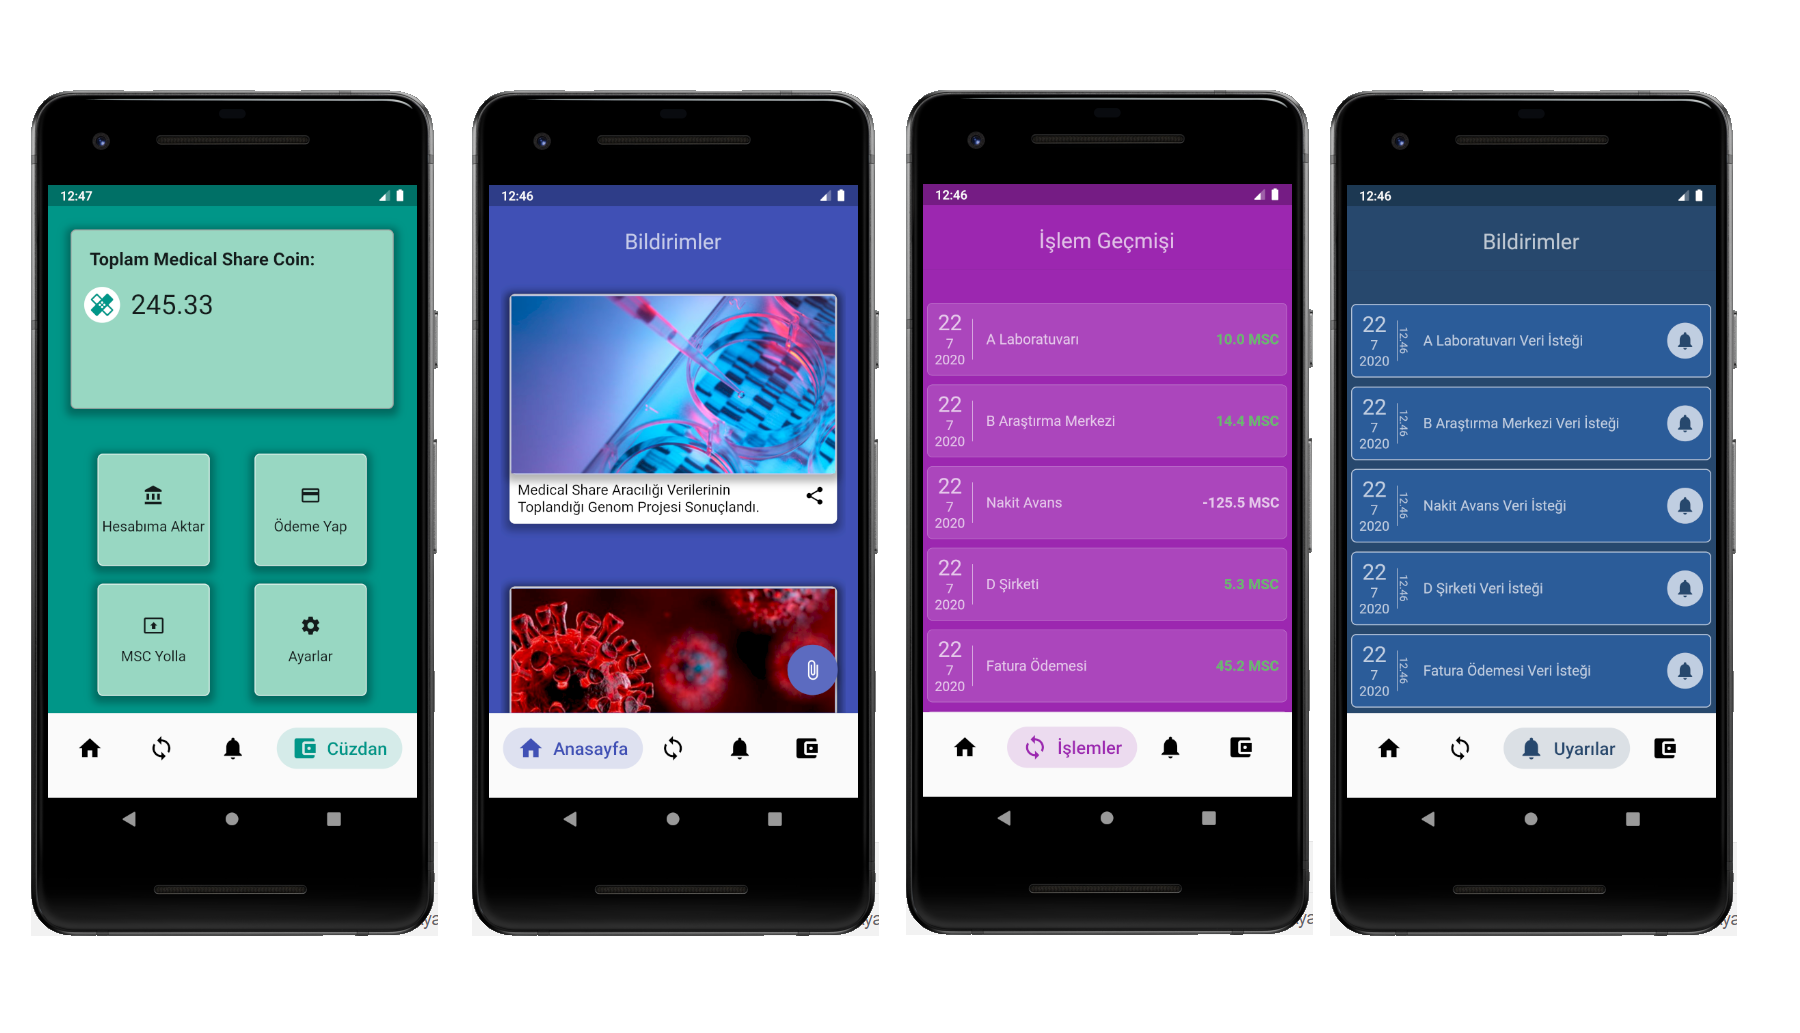 12:47
Toplam Medical Share Coin:
245.33
Hesabıma Aktar
Ödeme Yap
MSC Yolla
Ayarlar
Cüzdan
12:46
Bildirimler
Medical Share Aracılığı Verilerinin
Toplandığı Genom Projesi Sonuçlandı.
Anasayfa
12:46
İşlem Geçmişi
22
7
2020
A Laboratuvarı
10.0 MSC
22
7
2020
B Araştırma Merkezi
14.4 MSC
22
7
2020
Nakit Avans
-125.5 MSC
22
7
2020
D Şirketi
5.3 MSC
22
7
2020
Fatura Ödemesi
45.2 MSC
İşlemler
12:46
Bildirimler
22
7
2020
12.46
A Laboratuvarı Veri İsteği
22
7
2020
12.46
B Araştırma Merkezi Veri İsteği
22
7
2020
12.46
Nakit Avans Veri İsteği
22
7
2020
12.46
D Şirketi Veri İsteği
22
7
2020
12.46
Fatura Ödemesi Veri İsteği
Uyarılar